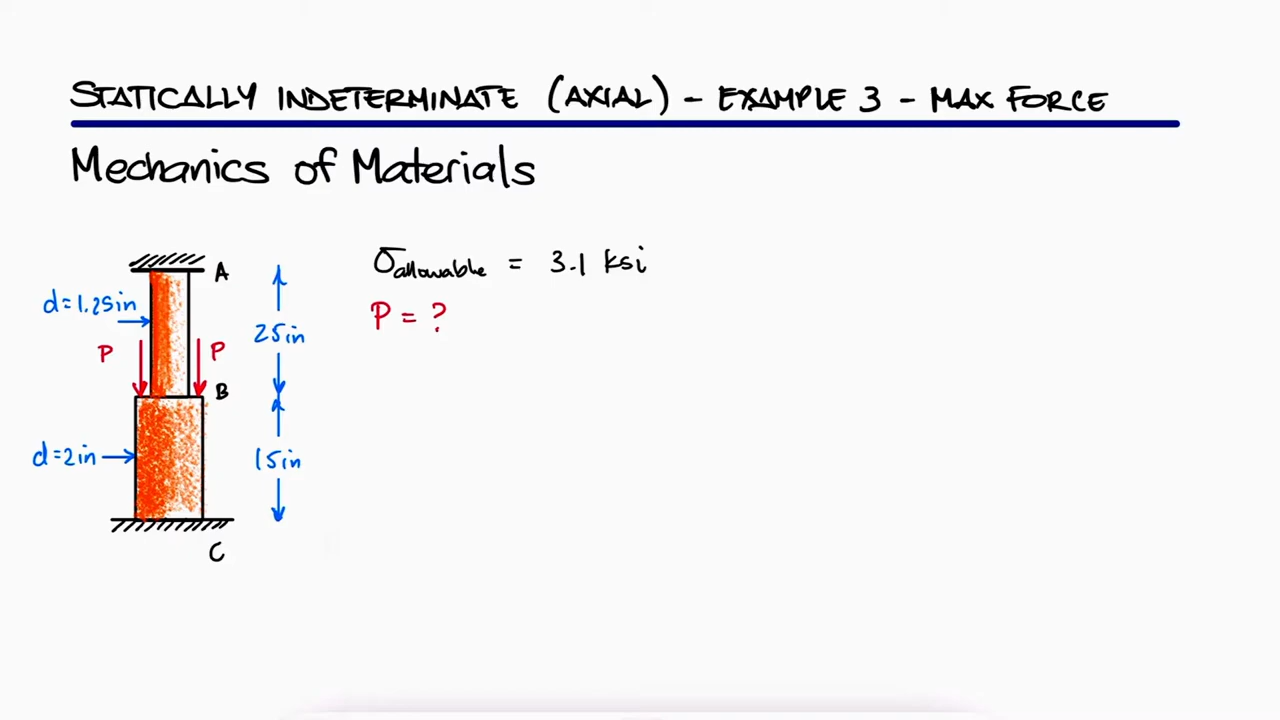 STATICALLY INDETERMINATE (AXIAL) - EXAMPLE 3 - MAX FORCE
Mechanics of Materials
σallowable = 3.1 ksi
P = ?
A
d=1.25in
25in
P
P
B
d=2in
15in
C